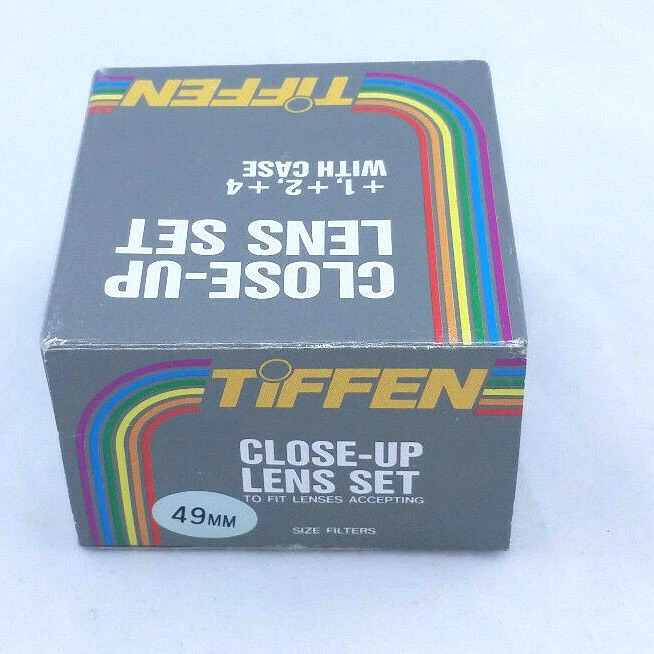 TIFFEN
+1, +2, +4
WITH CASE
CLOSE-UP
LENS SET
TIFFEN
CLOSE-UP
LENS SET
TO FIT LENSES ACCEPTING
49MM
SIZE FILTERS